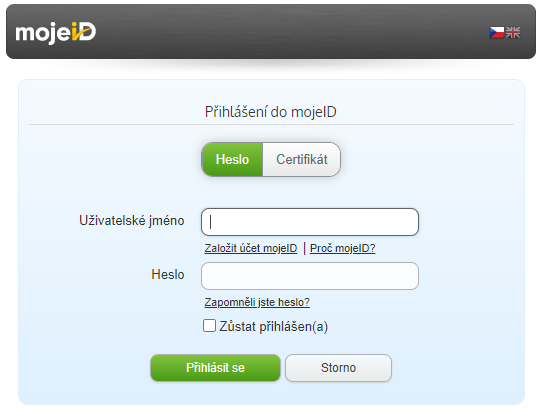 mojeID
Přihlášení do mojeID
Heslo Certifikát
Uživatelské jméno
Založit účet mojeID | Proč mojeID?
Heslo
Zapomněli jste heslo?
Zůstat přihlášen(a)
Přihlásit se Storno